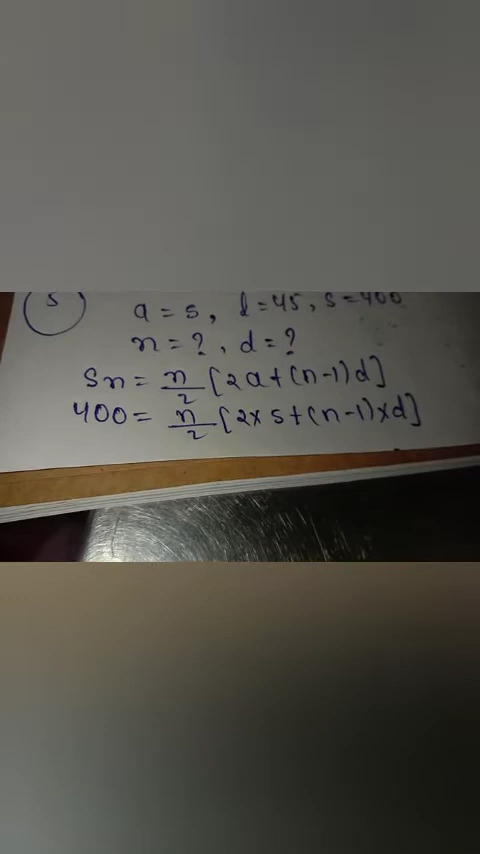 5
a = 5, l = 45, S = 400
n = ?, d = ?
Sn = n/2 [2a+(n-1)d]
400 = n/2 [2×5+(n-1)×d]